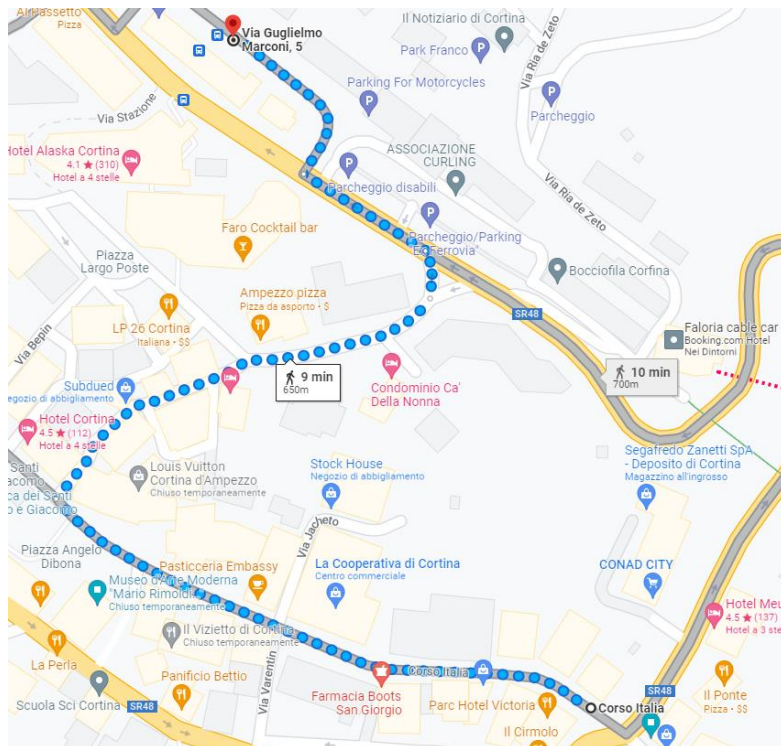 Al Passetto
Pizza
Via Guglielmo
Marconi, 5
Il Notiziario di Cortina
Park Franco
P
Via Ria de Zeto
Parking For Motorcycles
P
P
Parcheggio
Via Stazione
Hotel Alaska Cortina
4.1 ★ (310)
Hotel a 4 stelle
ASSOCIAZIONE
CURLING
P
Parcheggio disabili
Via Ria de Zeto
P
Faro Cocktail bar
Parcheggio/Parking
Ex Ferrovia"
Piazza
Largo Poste
Bocciofila Corfina
Ampezzo pizza
Pizza da asporto • $
LP 26 Cortina
Italiana • $$
SR48
Faloria cable car
Booking.com Hotel
Nei Dintorni
Via Bepin
9 min
650m
10 min
700m
Subdued
negozio di abbigliamento
Condominio Ca'
Della Nonna
Hotel Cortina
4.5 ★ (112)
Hotel a 4 stelle
Santi
acomo
ca dei Santi
o e Giacomo
Louis Vuitton
Cortina d'Ampezzo
Chiuso temporaneamente
Stock House
Negozio di abbigliamento
Segafredo Zanetti SpA
- Deposito di Cortina
Magazzino all'ingrosso
Via Jacheto
Piazza Angelo
Dibona
Pasticceria Embassy
La Cooperativa di Cortina
Centro commerciale
CONAD CITY
Museo d'Arte Moderna
"Mario Rimoldi"
Chiuso temporaneamente
Hotel Meu
4.5 ★ (137)
Hotel a 3 ste
Il Vizietto di Cortina
Chiuso temporaneamente
La Perla
Panificio Bettio
Via Varentin
Corso Italia
Scuola Sci Cortina
SR48
Farmacia Boots
San Giorgio
Parc Hotel Victoria
Il Cirmolo
Corso Italia
SR48
Il Ponte
Pizza • $$